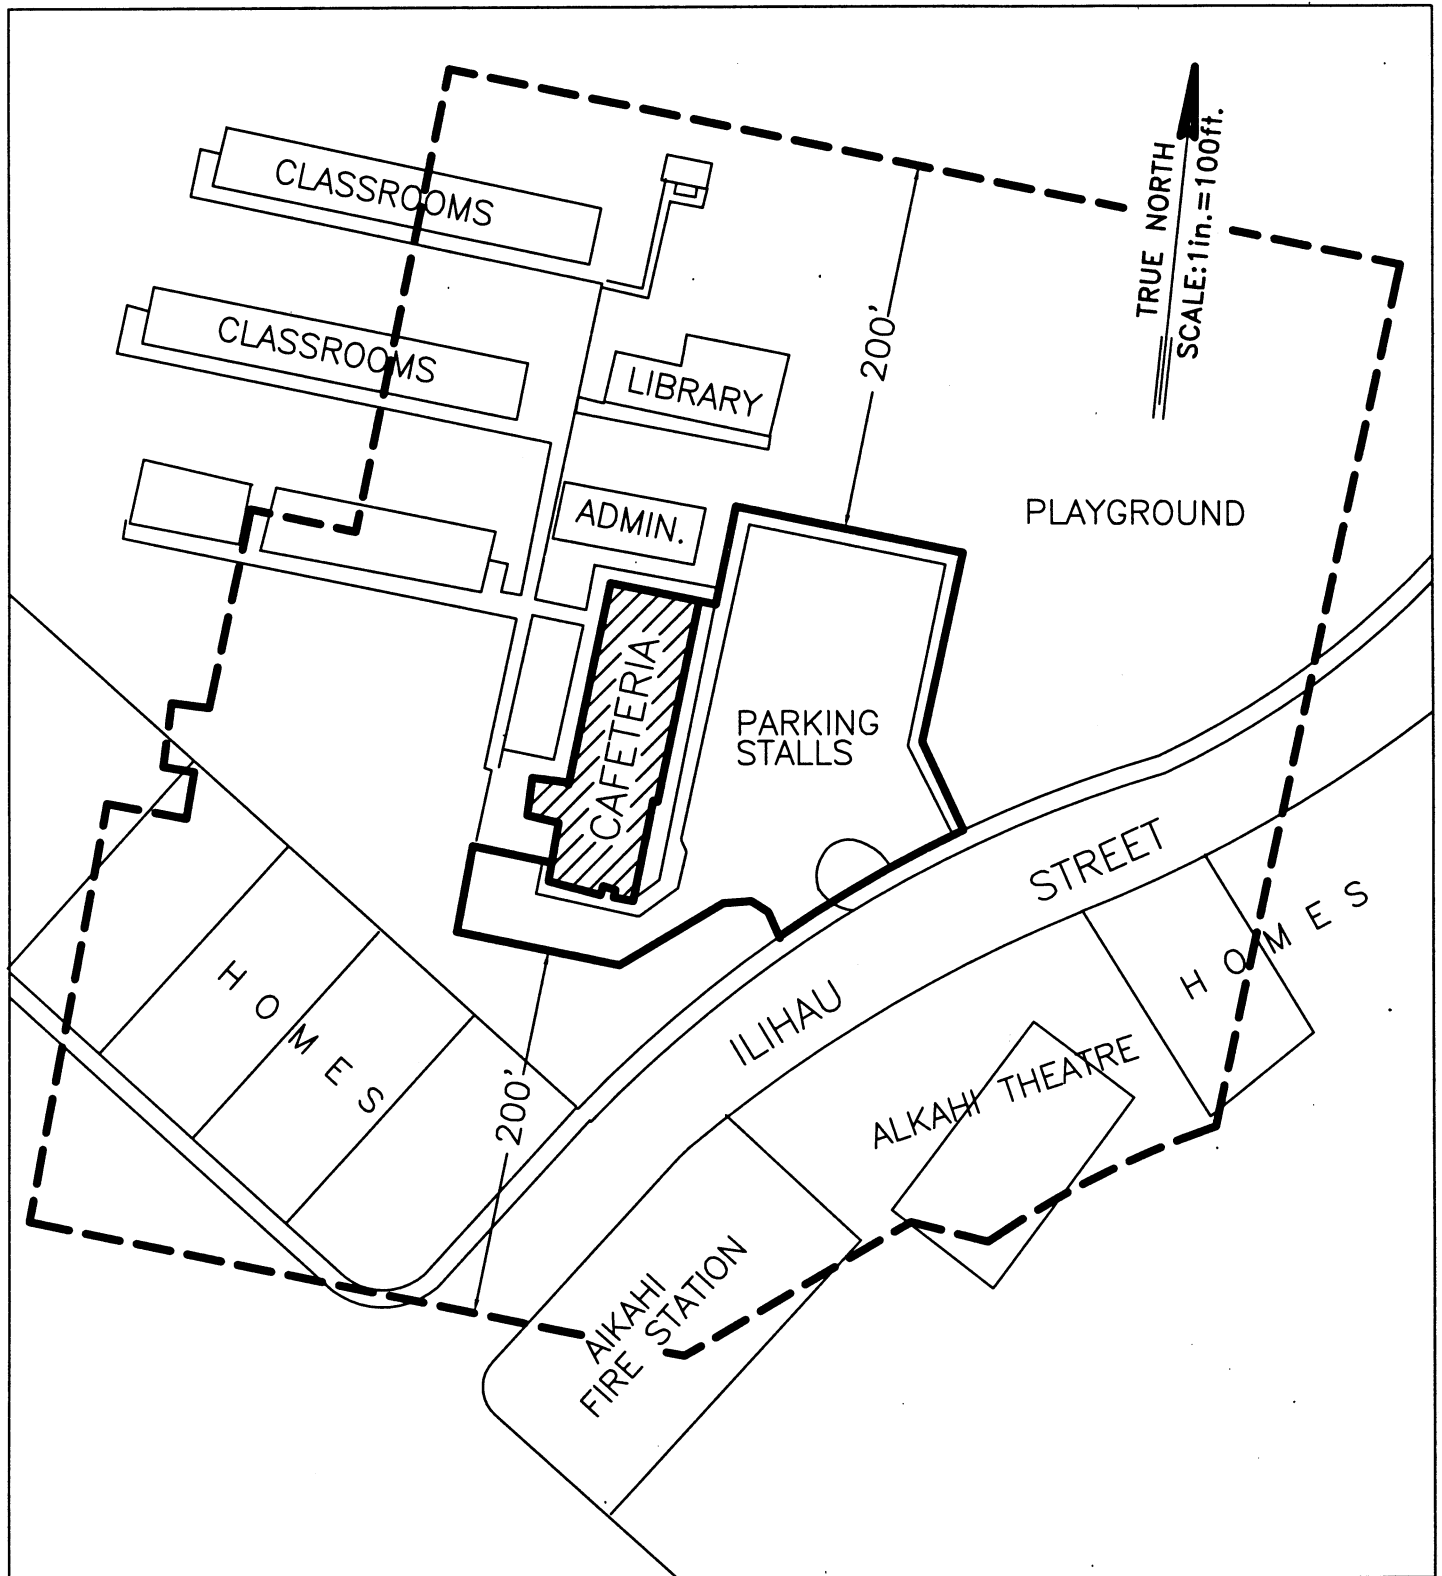 CLASSROOMS
TRUE NORTH
SCALE:1in.=100ft.
CLASSROOMS
200'
LIBRARY
ADMIN.
PLAYGROUND
CAFETERIA
PARKING
STALLS
STREET
HOMES
HOMES
ILIHAU
ALKAHI THEATRE
200'
AIKAHI
FIRE STATION